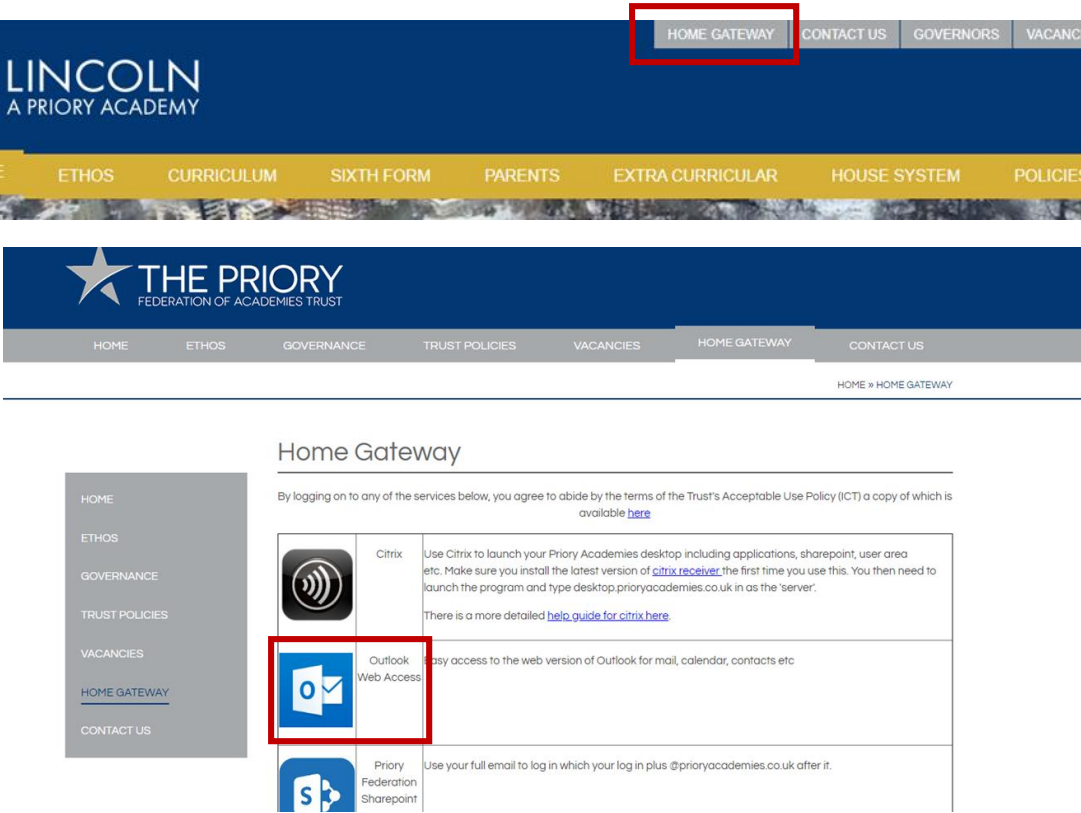 HOME GATEWAY CONTACT US GOVERNORS
LINCOLN
A PRIORY ACADEMY
ETHOS CURRICULUM SIXTH FORM PARENTS EXTRA CURRICULAR HOUSE SYSTEM POLICIES
THE PRIORY
FEDERATION OF ACADEMIES TRUST
HOME ETHOS GOVERNANCE TRUST POLICIES VACANCIES HOME GATEWAY CONTACT US
HOME » HOME GATEWAY
Home Gateway
HOME
ETHOS
GOVERNANCE
TRUST POLICIES
VACANCIES
HOME GATEWAY
CONTACT US
By logging on to any of the services below, you agree to abide by the terms of the Trust's Acceptable Use Policy (ICT) a copy of which is
available here
Citrix
Use Citrix to launch your Priory Academies desktop including applications, sharepoint, user area
etc. Make sure you install the latest version of citrix receiver the first time you use this. You then need to
launch the program and type desktop.prioryacademies.co.uk in as the 'server'.
There is a more detailed help guide for citrix here.
Outlook
Web Access
Easy access to the web version of Outlook for mail, calendar, contacts etc
Priory
Federation
Sharepoint
Use your full email to log in which your log in plus @prioryacademies.co.uk after it.